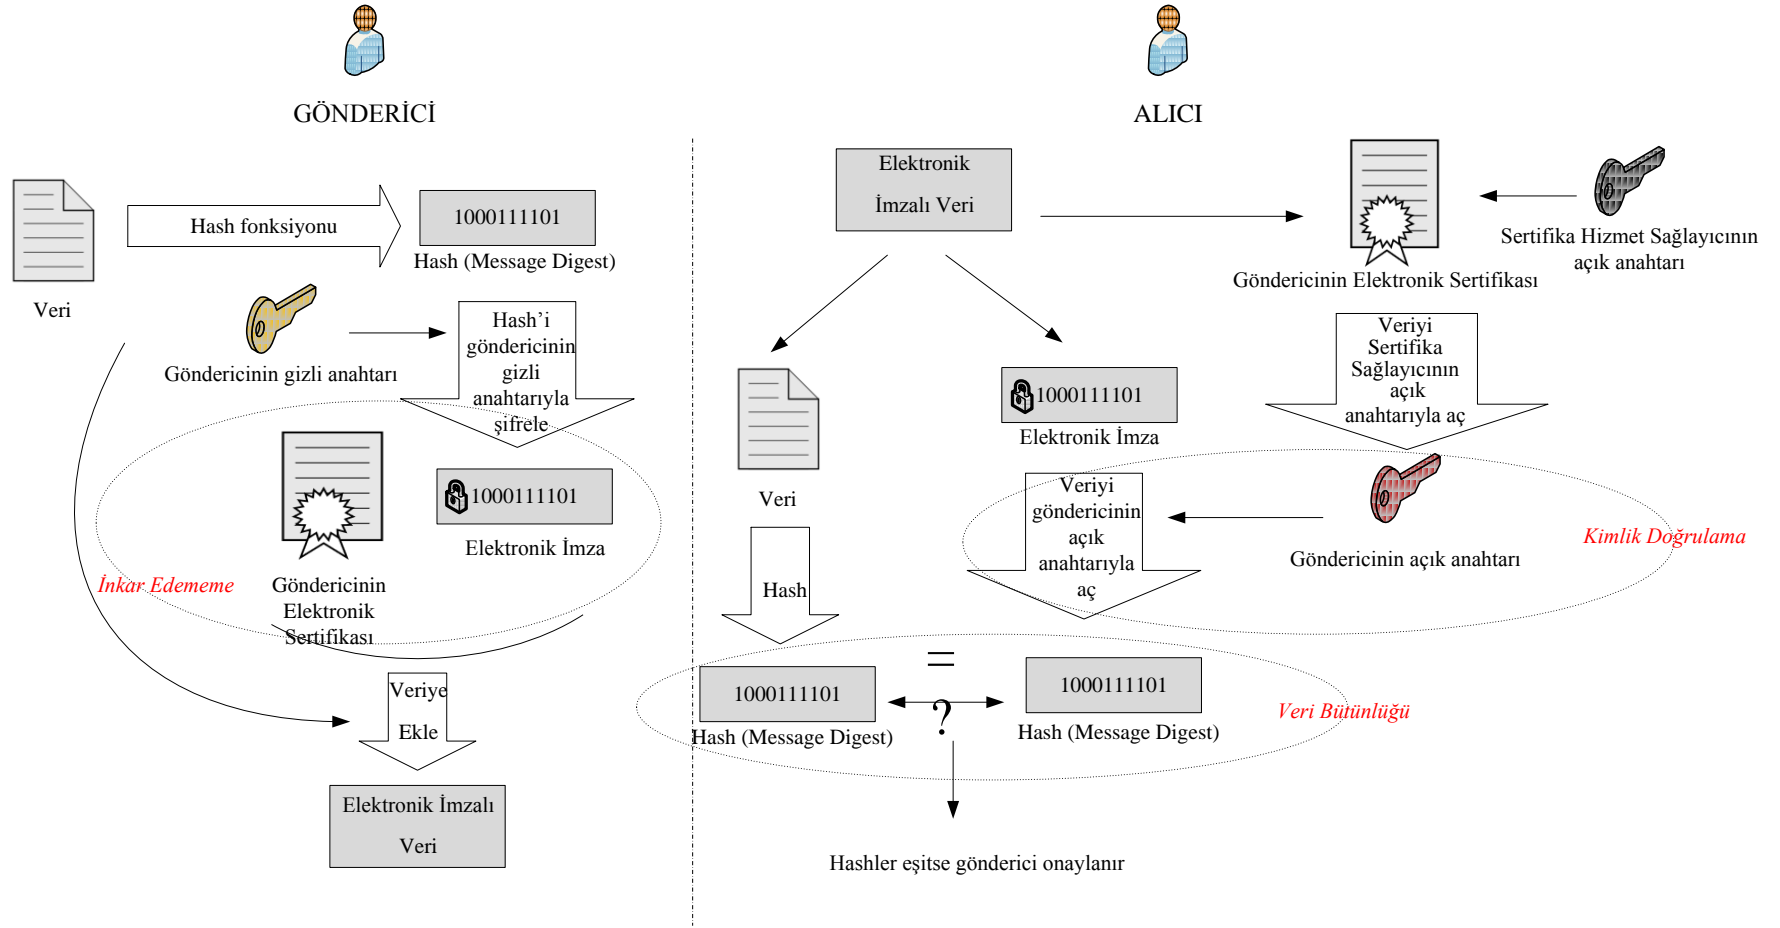 GÖNDERİCİ
Veri
Hash fonksiyonu
1000111101
Hash (Message Digest)
Göndericinin gizli anahtarı
Hash'i
göndericinin
gizli
anahtarıyla
şifrele
1000111101
Elektronik İmza
Göndericinin
Elektronik
Sertifikası
İnkar Edememe
Veriye
Ekle
Elektronik İmzalı
Veri
ALICI
Elektronik
İmzalı Veri
Göndericinin Elektronik Sertifikası
Sertifika Hizmet Sağlayıcının
açık anahtarı
Veriyi
Sertifika
Sağlayıcının
açık
anahtarıyla aç
Veri
1000111101
Elektronik İmza
Veriyi
göndericinin
açık
anahtarıyla
aç
Göndericinin açık anahtarı
Kimlik Doğrulama
Hash
1000111101
Hash (Message Digest)
=
?
1000111101
Hash (Message Digest)
Veri Bütünlüğü
Hashler eşitse gönderici onaylanır